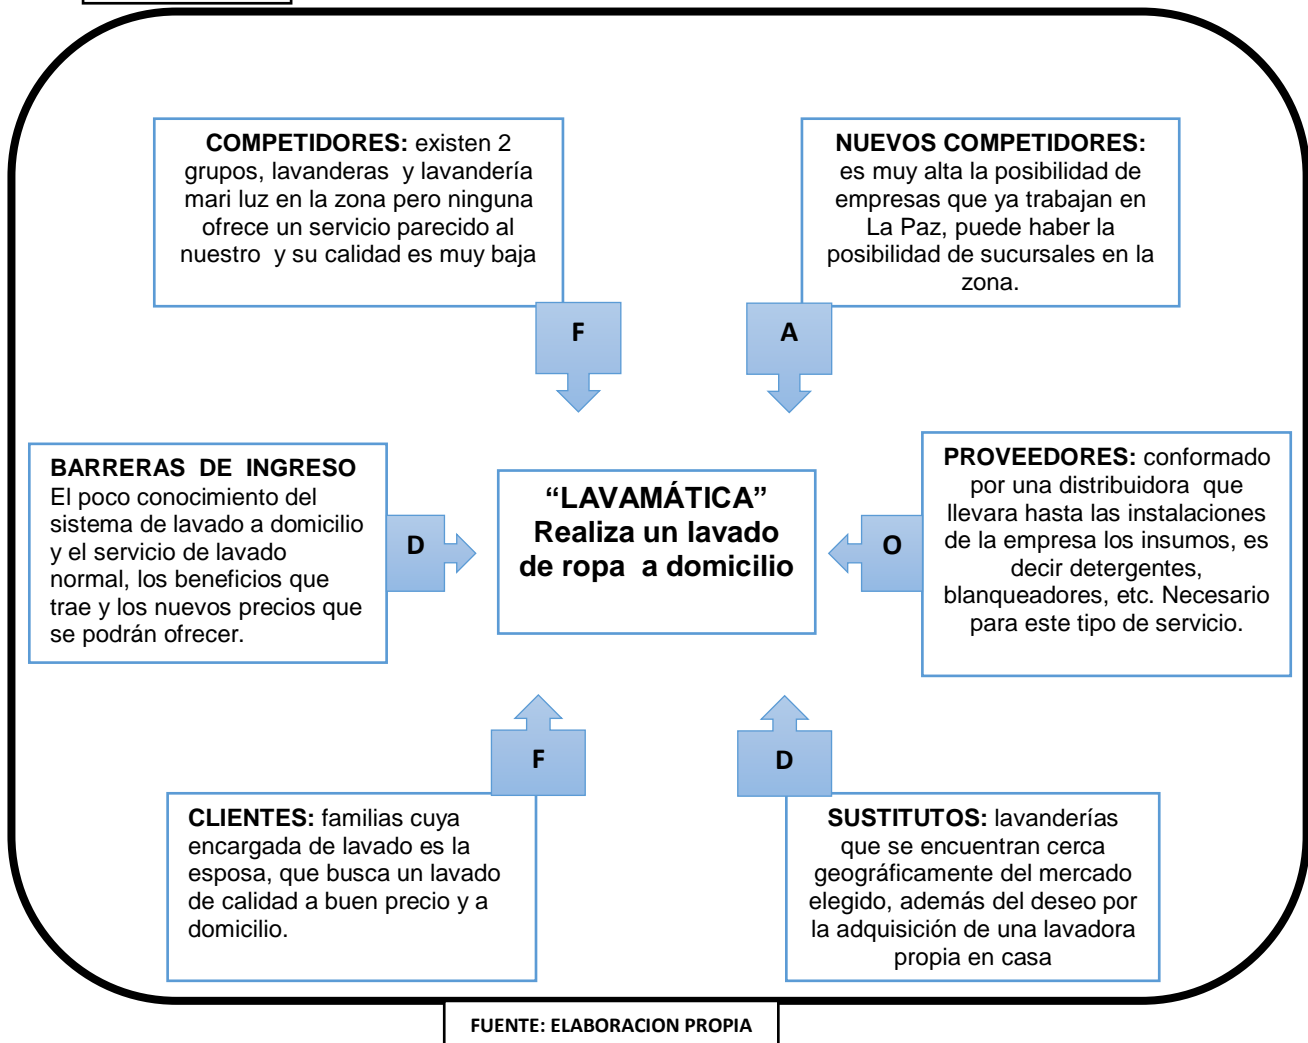 COMPETIDORES: existen 2
grupos, lavanderas y lavandería
mari luz en la zona pero ninguna
ofrece un servicio parecido al
nuestro y su calidad es muy baja
F
NUEVOS COMPETIDORES:
es muy alta la posibilidad de
empresas que ya trabajan en
La Paz, puede haber la
posibilidad de sucursales en la
zona.
A
BARRERAS DE INGRESO
El poco conocimiento del
sistema de lavado a domicilio
y el servicio de lavado
normal, los beneficios que
trae y los nuevos precios que
se podrán ofrecer.
D
“LAVAMÁTICA”
Realiza un lavado
de ropa a domicilio
O
PROVEEDORES: conformado
por una distribuidora que
llevara hasta las instalaciones
de la empresa los insumos, es
decir detergentes,
blanqueadores, etc. Necesario
para este tipo de servicio.
F
CLIENTES: familias cuya
encargada de lavado es la
esposa, que busca un lavado
de calidad a buen precio y a
domicilio.
D
SUSTITUTOS: lavanderías
que se encuentran cerca
geográficamente del mercado
elegido, además del deseo por
la adquisición de una lavadora
propia en casa
FUENTE: ELABORACION PROPIA